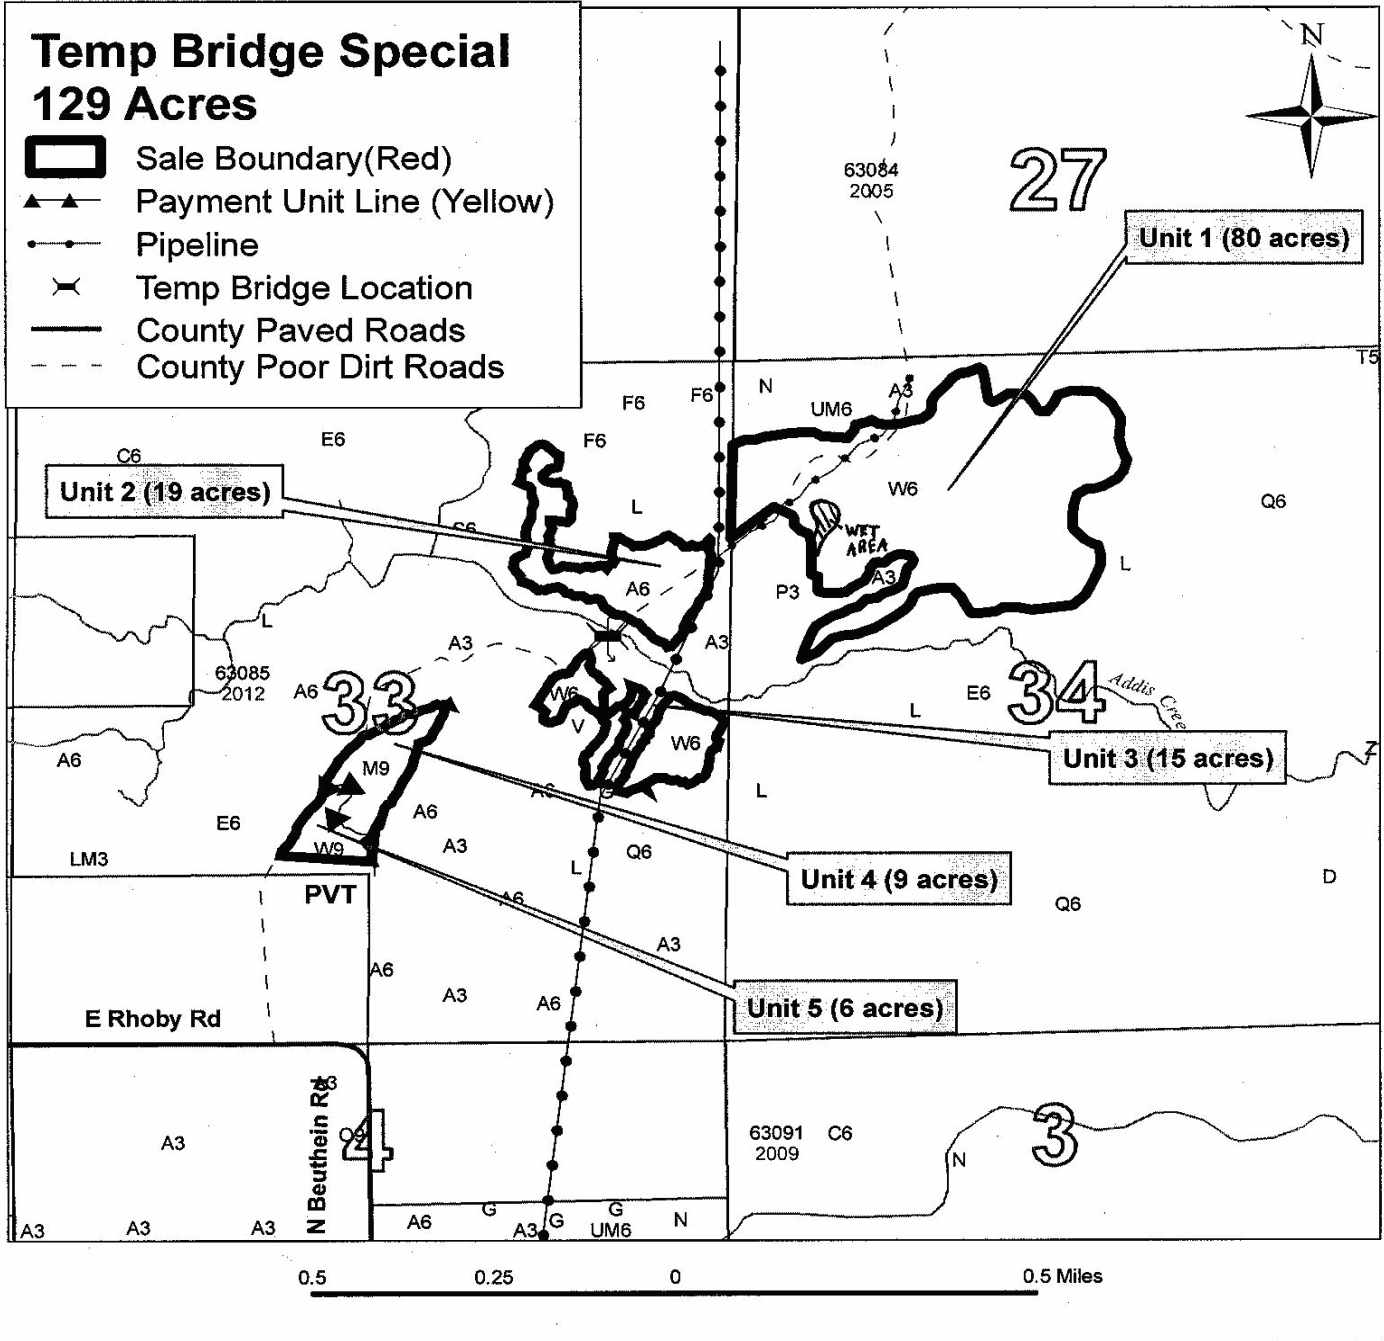 Temp Bridge Special
129 Acres
Sale Boundary(Red)
Payment Unit Line (Yellow)
Pipeline
Temp Bridge Location
County Paved Roads
County Poor Dirt Roads
N
27
63084
2005
Unit 1 (80 acres)
T5
F6
F6
N
A3
UM6
E6
F6
C6
Unit 2 (19 acres)
L
W6
Q6
WET
AREA
L
A6
P3
A3
L
A3
A3
63085
2012
A6
33
W6
E6
34
Addis Cree
L
V
W6
Unit 3 (15 acres)
Z
A6
M9
L
E6
A6
LM3
W9
A3
Q6
L
Unit 4 (9 acres)
D
PVT
A6
Q6
A3
A6
A3
A6
Unit 5 (6 acres)
E Rhoby Rd
N Beuthein Rd
A3
4
A3
63091
2009
C6
3
N
A3
A3
A3
A6
G
A3
G
G
UM6
N
0.5
0.25
0
0.5 Miles